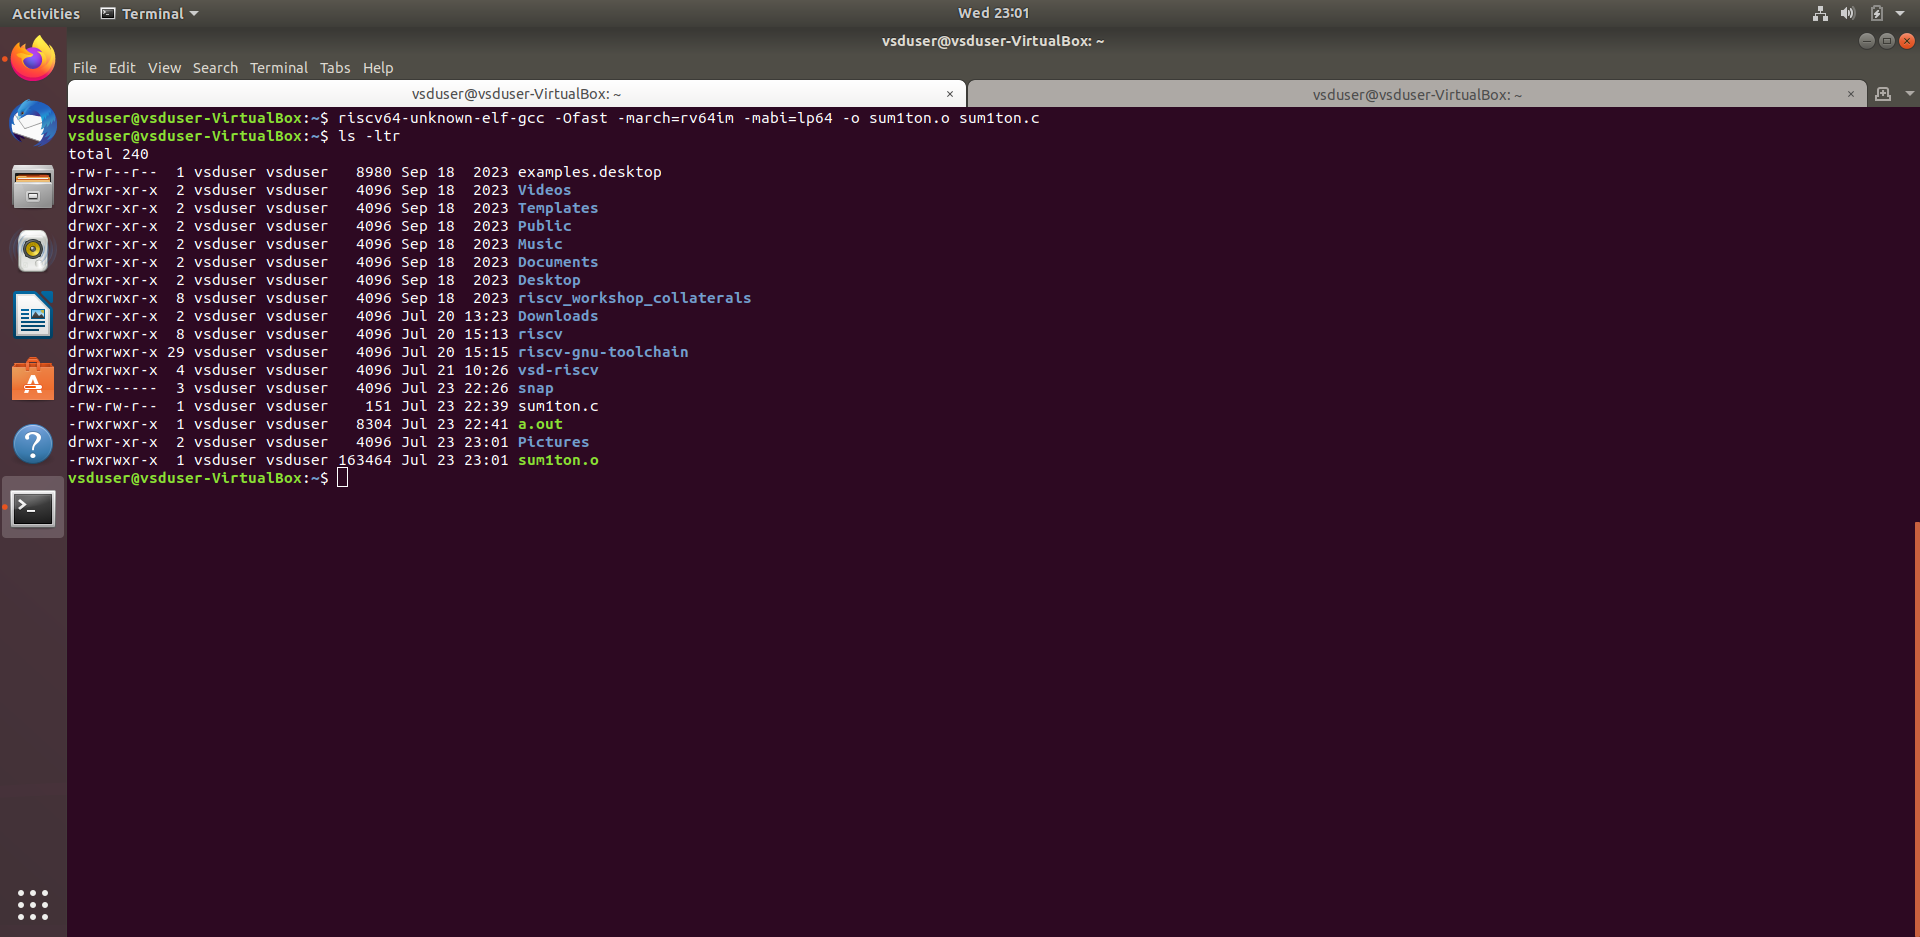 Activities Terminal Wed 23:01
vsduser@vsduser-VirtualBox: ~
File Edit View Search Terminal Tabs Help
vsduser@vsduser-VirtualBox: ~ × vsduser@vsduser-VirtualBox: ~ ×
vsduser@vsduser-VirtualBox:~$ riscv64-unknown-elf-gcc -Ofast -march=rv64im -mabi=lp64 -o sum1ton.o sum1ton.c
vsduser@vsduser-VirtualBox:~$ ls -ltr
total 240
-rw-r--r--  1 vsduser vsduser   8980 Sep 18  2023 examples.desktop
drwxr-xr-x  2 vsduser vsduser   4096 Sep 18  2023 Videos
drwxr-xr-x  2 vsduser vsduser   4096 Sep 18  2023 Templates
drwxr-xr-x  2 vsduser vsduser   4096 Sep 18  2023 Public
drwxr-xr-x  2 vsduser vsduser   4096 Sep 18  2023 Music
drwxr-xr-x  2 vsduser vsduser   4096 Sep 18  2023 Documents
drwxr-xr-x  2 vsduser vsduser   4096 Sep 18  2023 Desktop
drwxrwxr-x  8 vsduser vsduser   4096 Sep 18  2023 riscv_workshop_collaterals
drwxr-xr-x  2 vsduser vsduser   4096 Jul 20 13:23 Downloads
drwxrwxr-x  8 vsduser vsduser   4096 Jul 20 15:13 riscv
drwxrwxr-x 29 vsduser vsduser   4096 Jul 20 15:15 riscv-gnu-toolchain
drwxrwxr-x  4 vsduser vsduser   4096 Jul 21 10:26 vsd-riscv
drwx------  3 vsduser vsduser   4096 Jul 23 22:26 snap
-rw-rw-r--  1 vsduser vsduser    151 Jul 23 22:39 sum1ton.c
-rwxrwxr-x  1 vsduser vsduser   8304 Jul 23 22:41 a.out
drwxr-xr-x  2 vsduser vsduser   4096 Jul 23 23:01 Pictures
-rwxrwxr-x  1 vsduser vsduser 163464 Jul 23 23:01 sum1ton.o
vsduser@vsduser-VirtualBox:~$